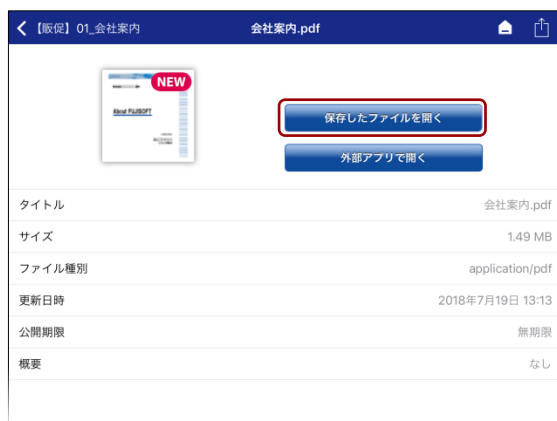 【販促】01_会社案内
会社案内.pdf
NEW
About FUJISOFT
保存したファイルを開く
外部アプリで開く
タイトル 会社案内.pdf
サイズ 1.49 MB
ファイル種別 application/pdf
更新日時 2018年7月19日 13:13
公開期限 無期限
概要 なし